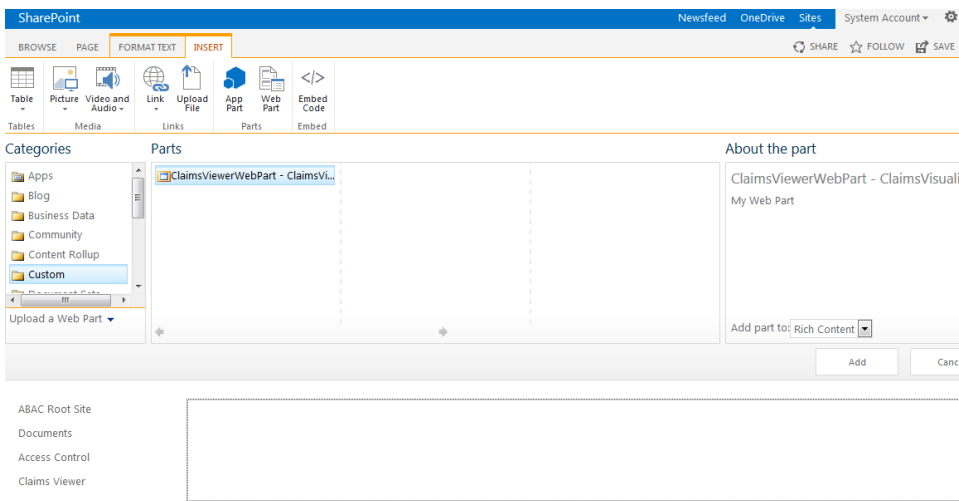 SharePoint Newsfeed OneDrive Sites System Account
BROWSE PAGE FORMAT TEXT INSERT SHARE FOLLOW SAVE
Table Picture Video and Audio Link Upload File App Part Web Part Embed Code
Tables Media Links Parts Embed
Categories Parts About the part
Apps
Blog
Business Data
Community
Content Rollup
Custom
Document Sets
Upload a Web Part
ClaimsViewerWebPart - ClaimsVi...
ClaimsViewerWebPart - ClaimsVisuali
My Web Part
Add part to: Rich Content
Add Canc
ABAC Root Site
Documents
Access Control
Claims Viewer